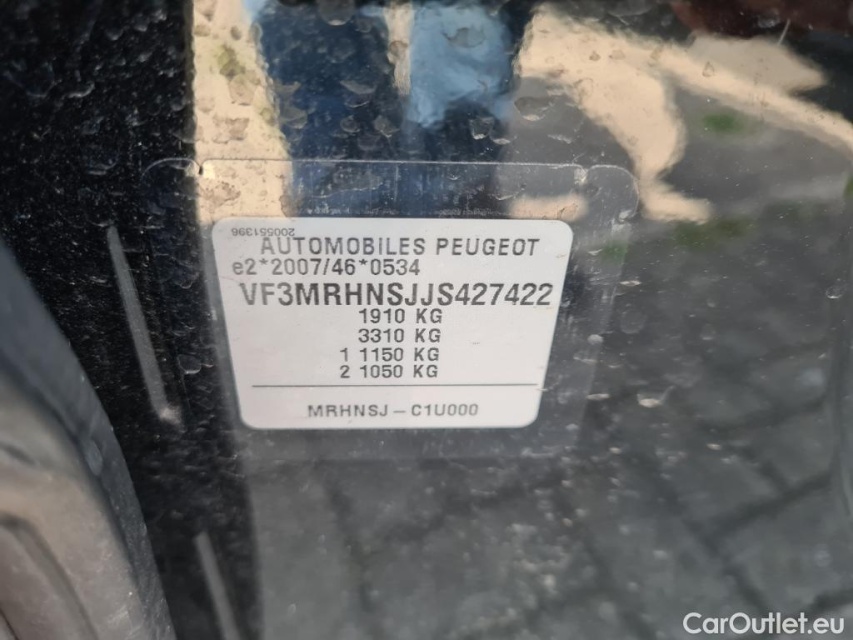 200551396
AUTOMOBILES PEUGEOT
e2*2007/46*0534
VF3MRHNSJJS427422
1910 KG
3310 KG
1 1150 KG
2 1050 KG
MRHNSJ - C1U000
CarOutlet.eu